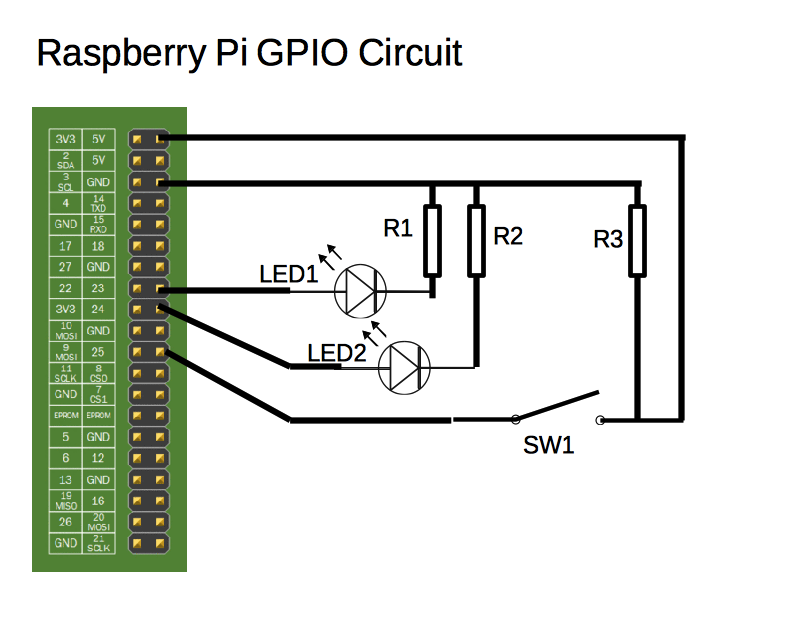 Raspberry Pi GPIO Circuit
3V3 5V
2 SDA 5V
3 SCL GND
4 14 TXD
GND 15 RXD
17 18
27 GND
22 23
3V3 24
10 MOSI GND
9 MOSI 25
11 SCLK 8 CS0
GND 7 CS1
EPROM EPROM
5 GND
6 12
13 GND
19 MISO 16
26 20 MOSI
GND 21 SCLK
R1
R2
R3
LED1
LED2
SW1